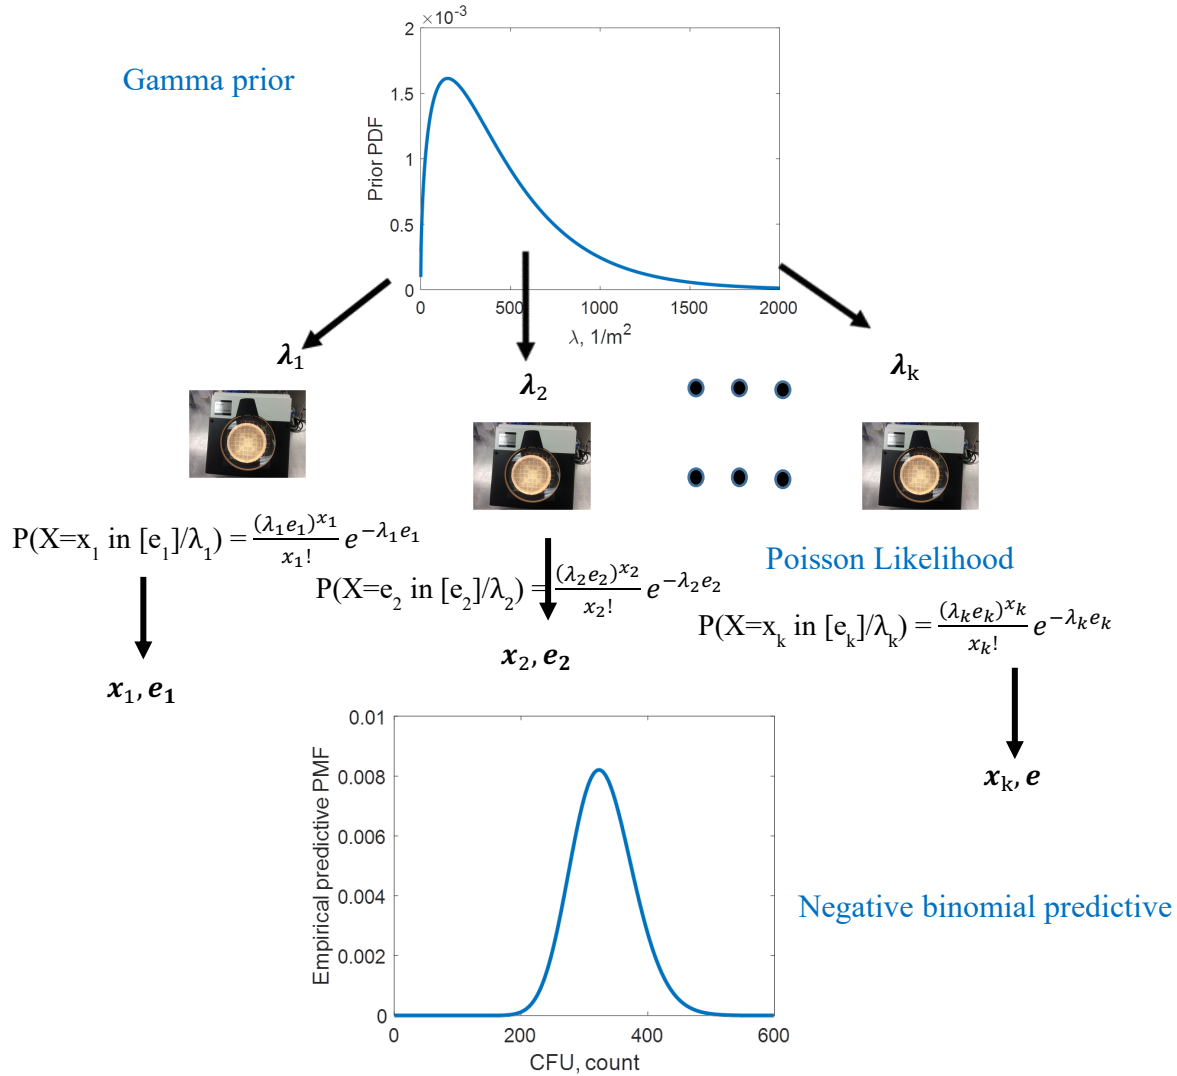 ×10⁻³
2
Gamma prior
1.5
1
0.5
0
Prior PDF
0 500 1000 1500 2000
λ, 1/m²
λ₁
λ₂
λₖ
P(X=x₁ in [e₁]/λ₁) = (λ₁e₁)^x₁ / x₁! e^−λ₁e₁
P(X=e₂ in [e₂]/λ₂) = (λ₂e₂)^x₂ / x₂! e^−λ₂e₂
Poisson Likelihood
P(X=xₖ in [eₖ]/λₖ) = (λₖeₖ)^xₖ / xₖ! e^−λₖeₖ
x₁, e₁
x₂, e₂
xₖ, e
0.01
0.008
0.006
0.004
0.002
0
Empirical predictive PMF
0 200 400 600
CFU, count
Negative binomial predictive